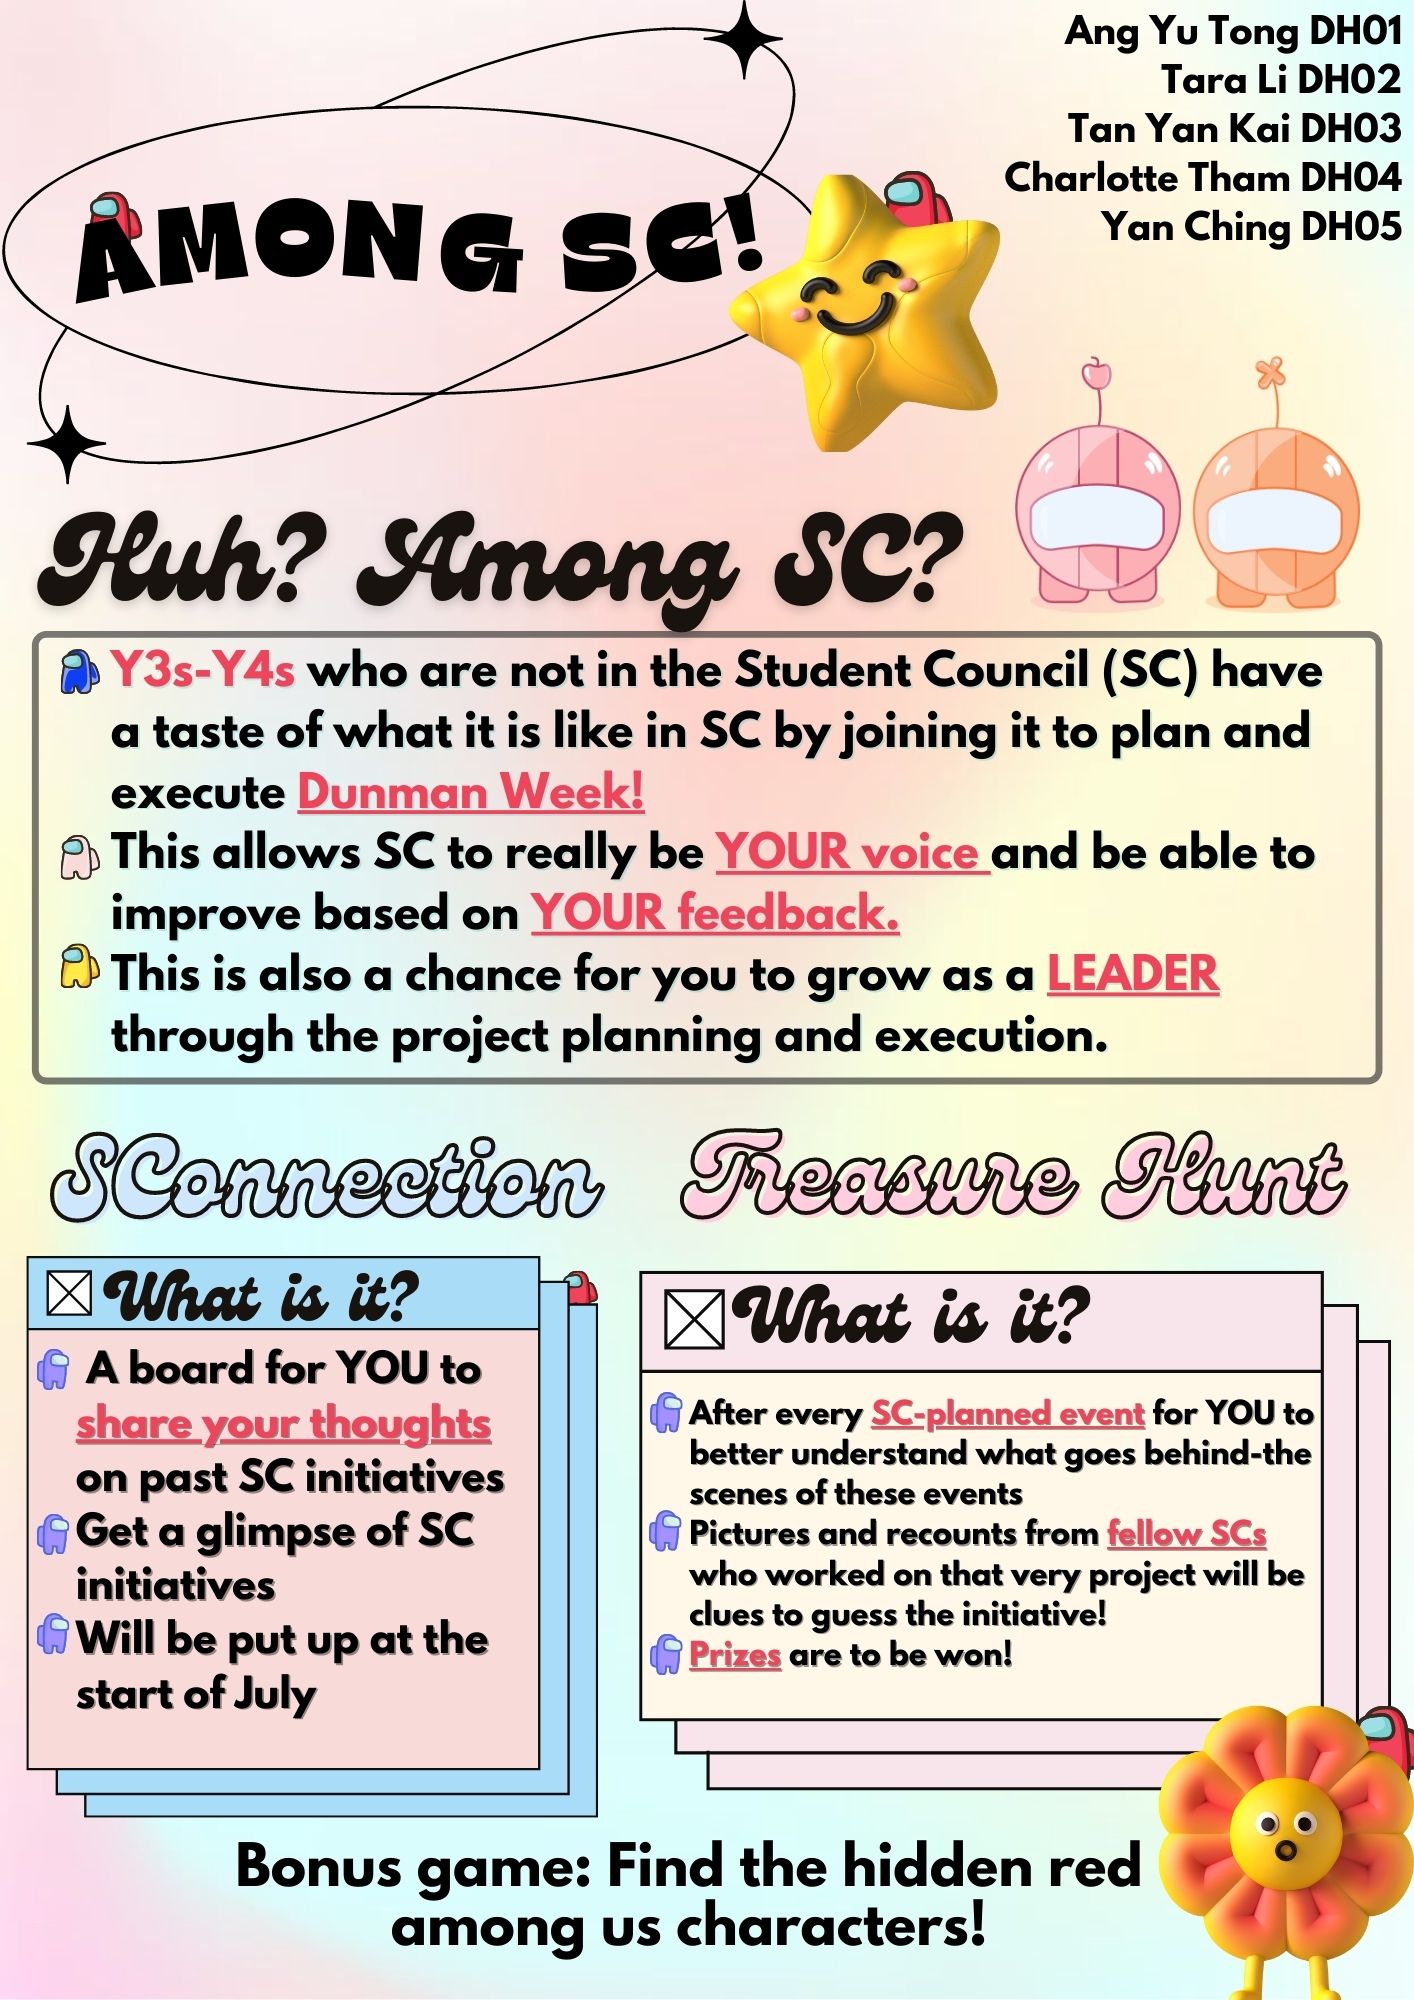 Ang Yu Tong DH01
Tara Li DH02
Tan Yan Kai DH03
Charlotte Tham DH04
Yan Ching DH05
AMONG SC!
Huh? Among SC?
Y3s-Y4s who are not in the Student Council (SC) have
a taste of what it is like in SC by joining it to plan and
execute Dunman Week!
This allows SC to really be YOUR voice and be able to
improve based on YOUR feedback.
This is also a chance for you to grow as a LEADER
through the project planning and execution.
SConnection
What is it?
A board for YOU to
share your thoughts
on past SC initiatives
Get a glimpse of SC
initiatives
Will be put up at the
start of July
Treasure Hunt
What is it?
After every SC-planned event for YOU to
better understand what goes behind-the
scenes of these events
Pictures and recounts from fellow SCs
who worked on that very project will be
clues to guess the initiative!
Prizes are to be won!
Bonus game: Find the hidden red
among us characters!